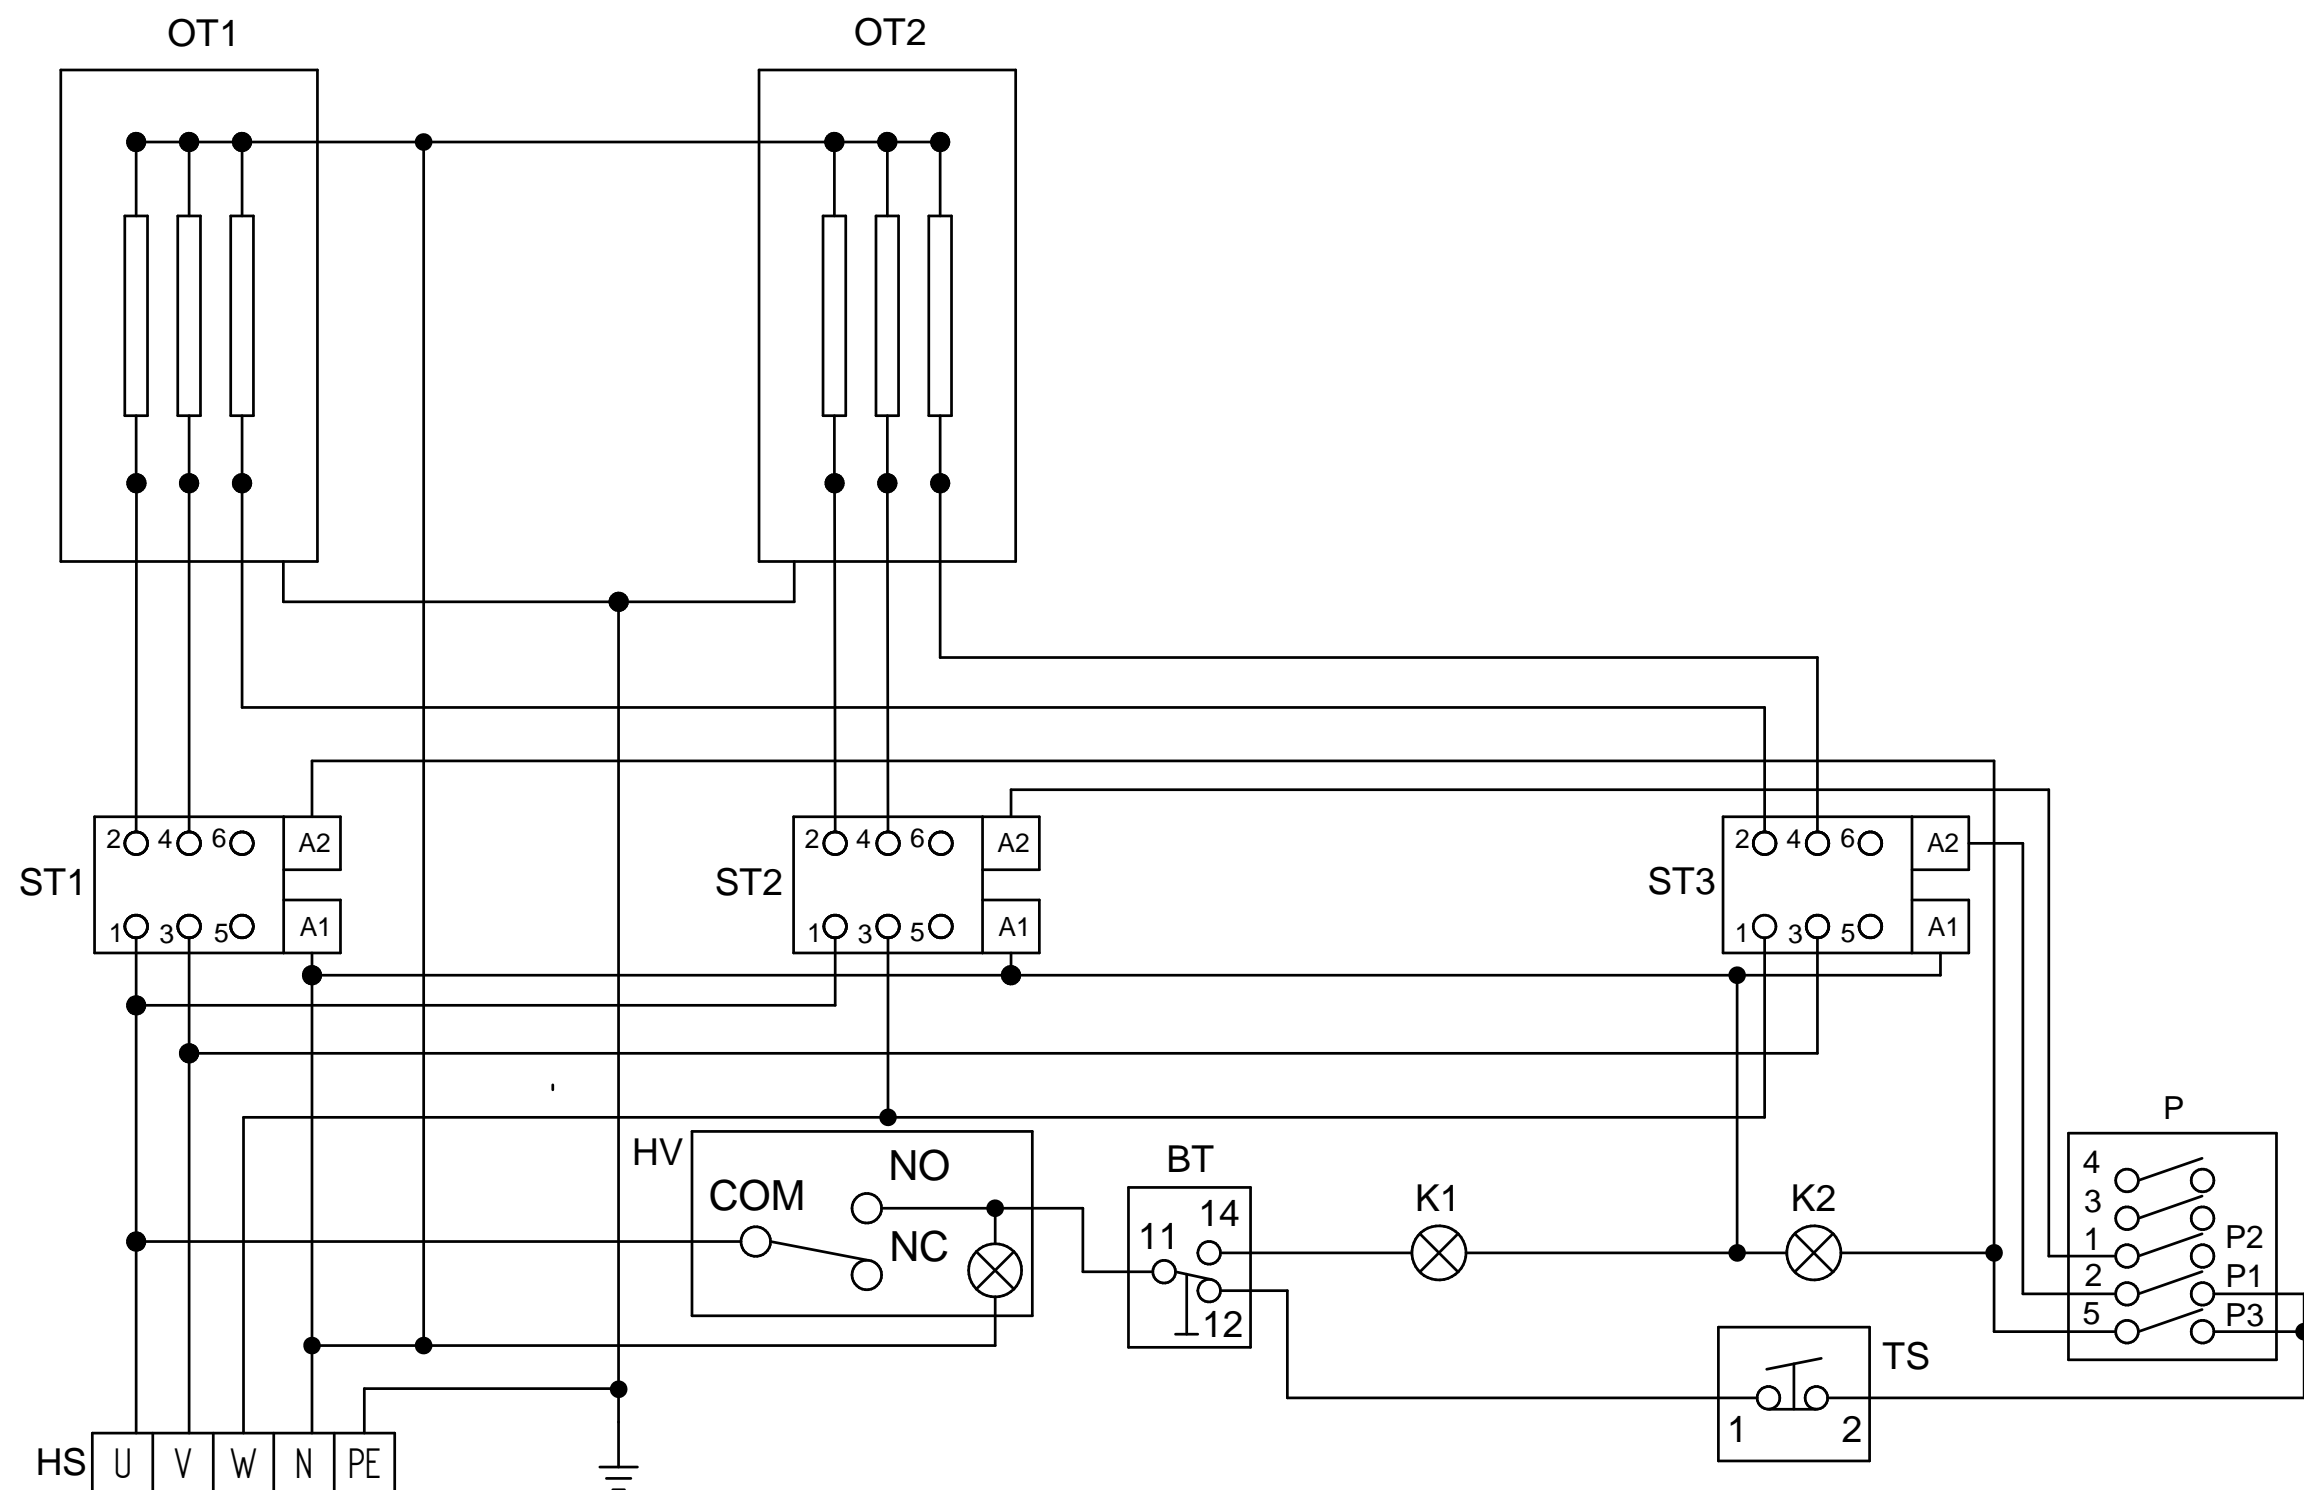 OT1 OT2
2 4 6 A2 2 4 6 A2 2 4 6 A2
ST1 ST2 ST3
1 3 5 A1 1 3 5 A1 1 3 5 A1
P
HV NO BT
COM 14 K1 K2
11
NC
12
4
3
1 P2
2 P1
5 P3
TS
1 2
HS U V W N PE